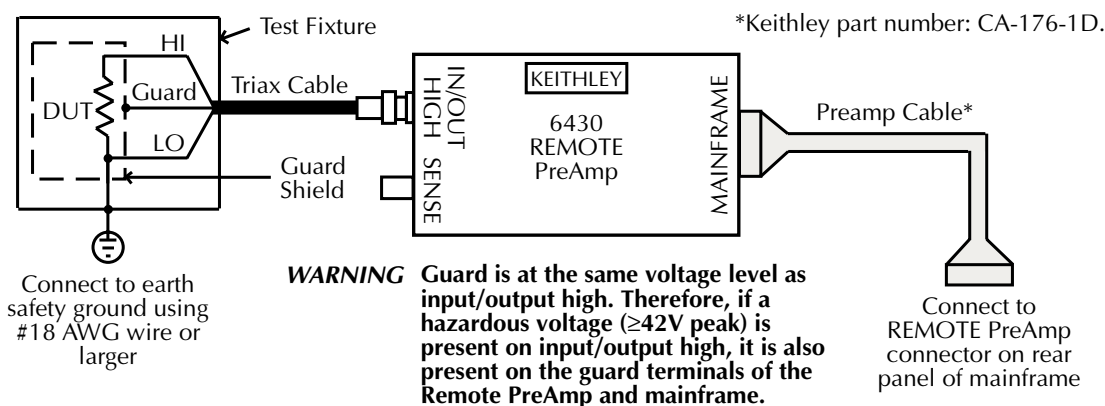 Test Fixture
*Keithley part number: CA-176-1D.
HI
Guard
DUT
LO
Triax Cable
Guard
Shield
IN/OUT
HIGH SENSE
KEITHLEY
6430
REMOTE
PreAmp
MAINFRAME
Preamp Cable*
Connect to earth
safety ground using
#18 AWG wire or
larger
WARNING Guard is at the same voltage level as
input/output high. Therefore, if a
hazardous voltage (≥42V peak) is
present on input/output high, it is also
present on the guard terminals of the
Remote PreAmp and mainframe.
Connect to
REMOTE PreAmp
connector on rear
panel of mainframe